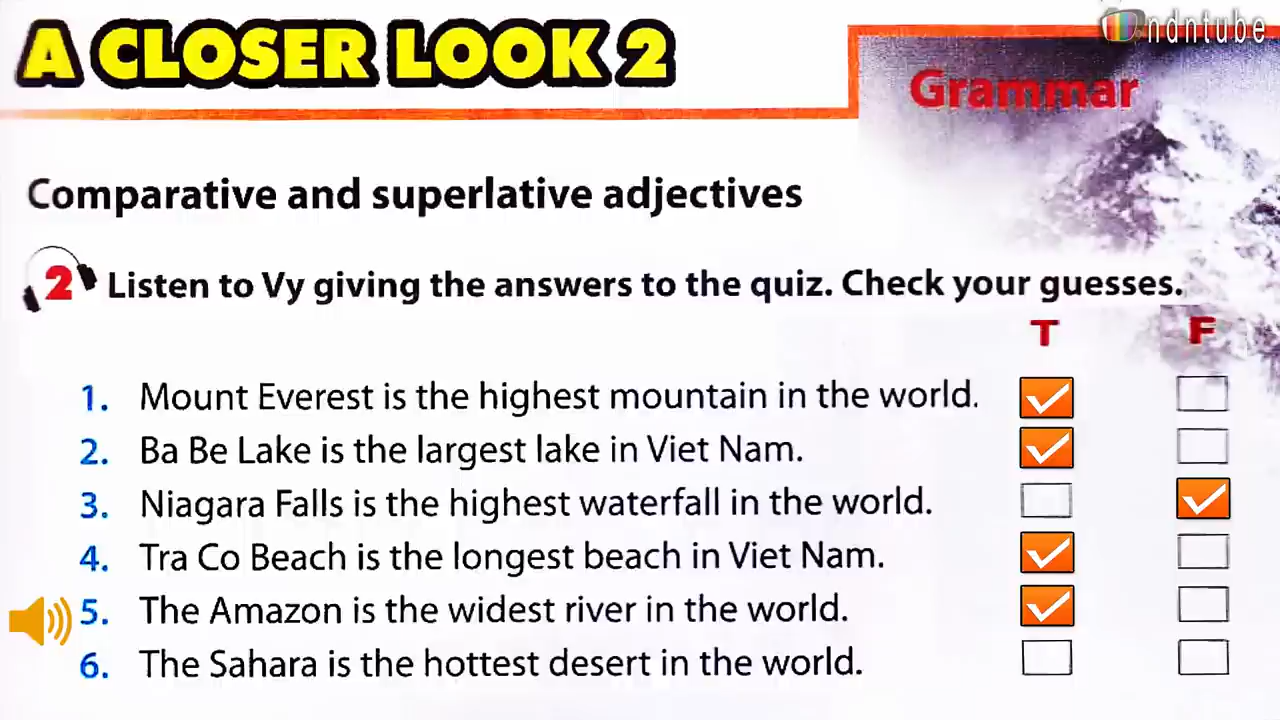 ndntube
A CLOSER LOOK 2
Grammar
Comparative and superlative adjectives
2 Listen to Vy giving the answers to the quiz. Check your guesses.
T F
1. Mount Everest is the highest mountain in the world.
2. Ba Be Lake is the largest lake in Viet Nam.
3. Niagara Falls is the highest waterfall in the world.
4. Tra Co Beach is the longest beach in Viet Nam.
5. The Amazon is the widest river in the world.
6. The Sahara is the hottest desert in the world.